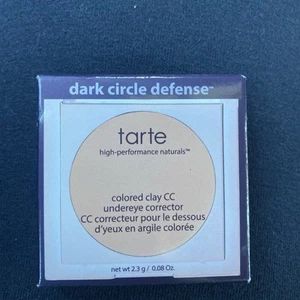 dark circle defense™
tarte
high-performance naturals™
colored clay CC
undereye corrector
CC correcteur pour le dessous
d'yeux en argile colorée
net wt 2.3 g / 0.08 Oz.